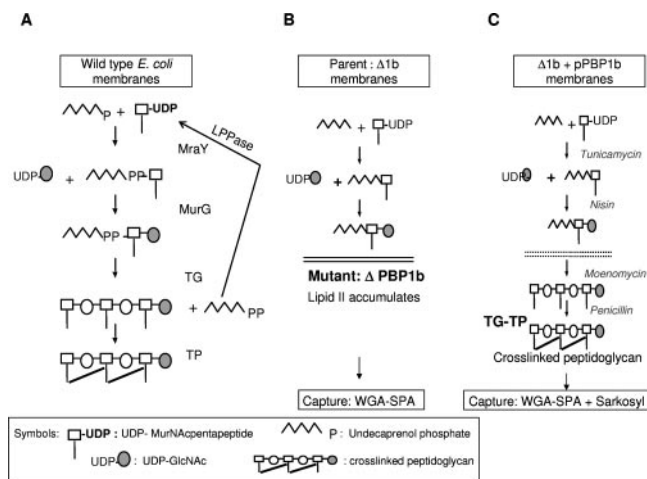 A
Wild type E. coli
membranes
P + -UDP
LPPase
MraY
UDP- + PP-
MurG
PP
TG
+ PP
TP
B
Parent : Δ1b
membranes
+ -UDP
UDP +
Mutant: Δ PBP1b
Lipid II accumulates
Capture: WGA-SPA
C
Δ1b + pPBP1b
membranes
+ -UDP
Tunicamycin
UDP +
Nisin
Moenomycin
Penicillin
TG-TP
Crosslinked peptidoglycan
Capture: WGA-SPA + Sarkosyl
Symbols: -UDP : UDP- MurNAcpentapeptide
P : Undecaprenol phosphate
UDP- : UDP-GlcNAc
: crosslinked peptidoglycan